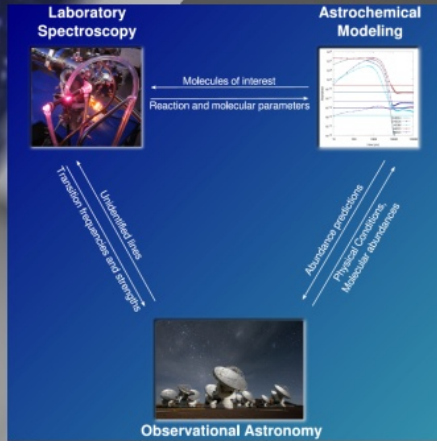 Laboratory
Spectroscopy
Astrochemical
Modeling
Molecules of interest
Reaction and molecular parameters
Unidentified lines
Transition frequencies and strengths
Abundance predictions
Physical Conditions,
Molecular abundances
Observational Astronomy